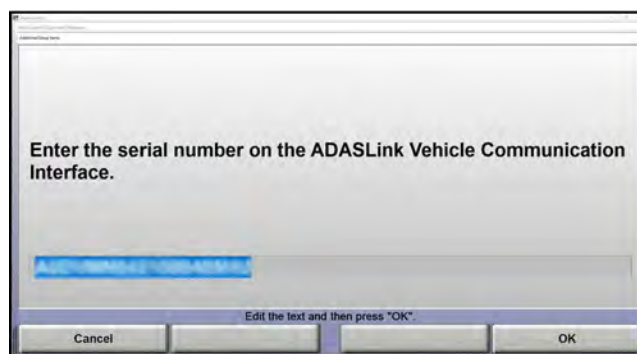 Enter the serial number on the ADASLink Vehicle Communication
Interface.
Edit the text and then press "OK".
Cancel
OK